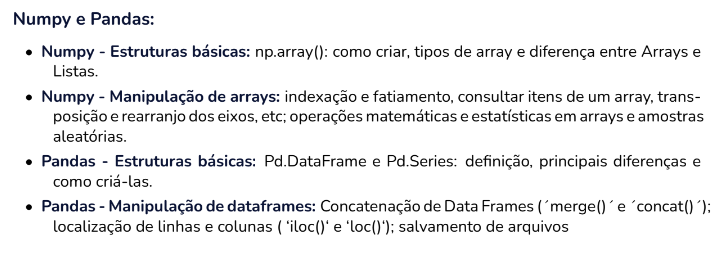 Numpy e Pandas:
• Numpy - Estruturas básicas: np.array(): como criar, tipos de array e diferença entre Arrays e
Listas.
• Numpy - Manipulação de arrays: indexação e fatiamento, consultar itens de um array, trans-
posição e rearranjo dos eixos, etc; operações matemáticas e estatísticas em arrays e amostras
aleatórias.
• Pandas - Estruturas básicas: Pd.DataFrame e Pd.Series: definição, principais diferenças e
como criá-las.
• Pandas - Manipulação de dataframes: Concatenação de Data Frames (´merge()´ e ´concat()´);
localização de linhas e colunas ( ‘iloc()‘ e ‘loc()‘); salvamento de arquivos